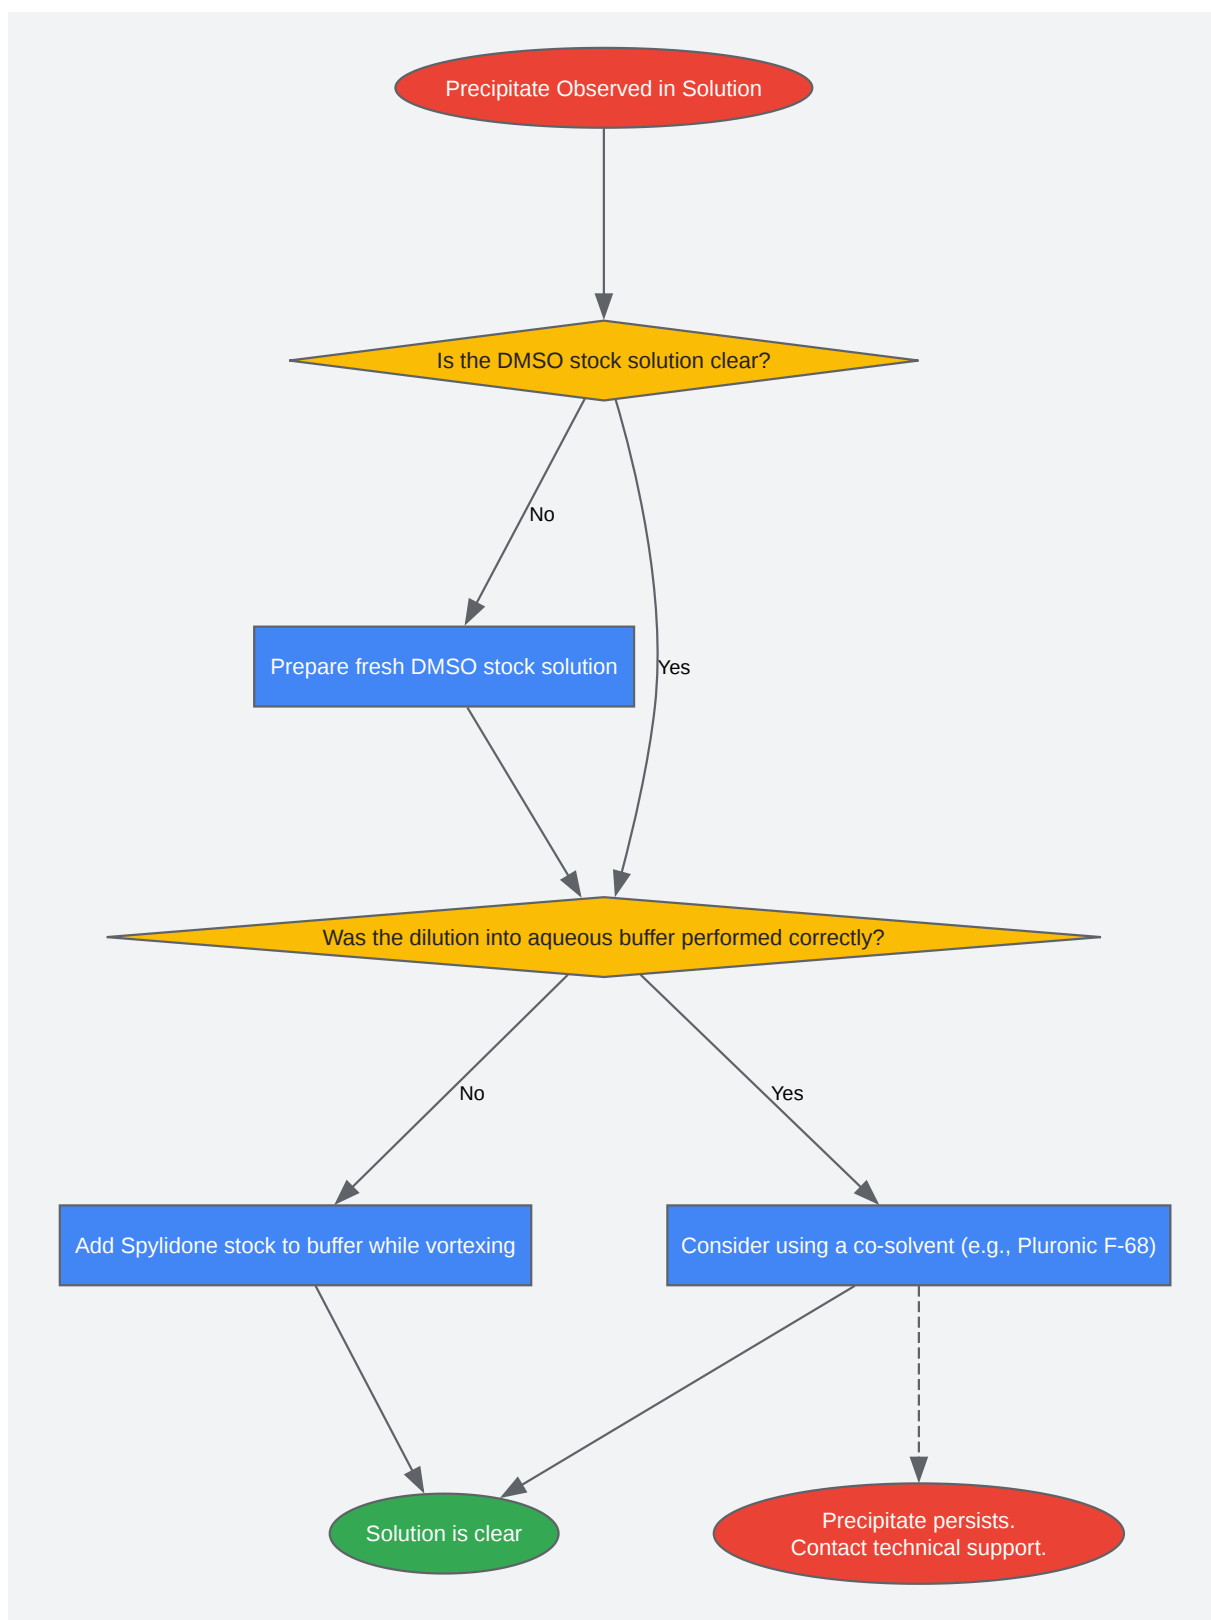 Precipitate Observed in Solution
Is the DMSO stock solution clear?
No
Prepare fresh DMSO stock solution
Yes
Was the dilution into aqueous buffer performed correctly?
No
Yes
Add Spylidone stock to buffer while vortexing
Consider using a co-solvent (e.g., Pluronic F-68)
Solution is clear
Precipitate persists.
Contact technical support.